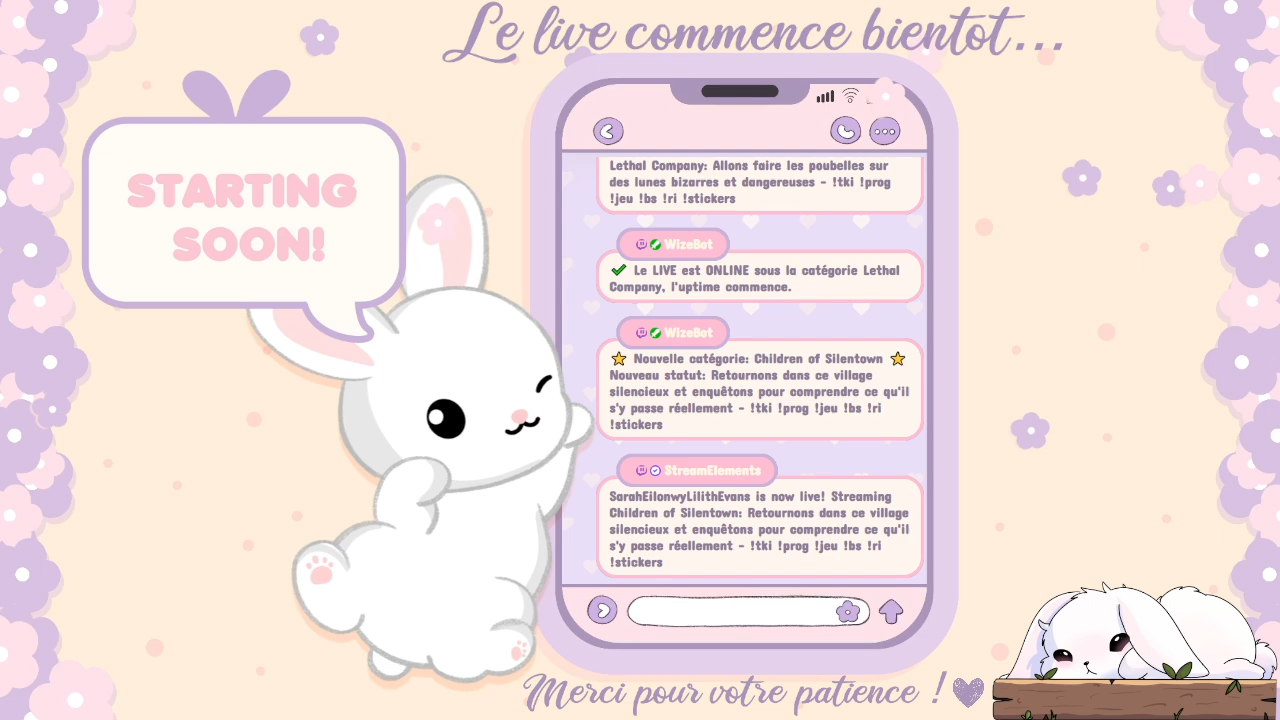 Le live commence bientot...
STARTING
SOON!
Lethal Company: Allons faire les poubelles sur
des lunes bizarres et dangereuses - !tki !prog
!jeu !bs !ri !stickers
WizeBot
Le LIVE est ONLINE sous la catégorie Lethal
Company, l'uptime commence.
WizeBot
Nouvelle catégorie: Children of Silentown
Nouveau statut: Retournons dans ce village
silencieux et enquêtons pour comprendre ce qu'il
s'y passe réellement - !tki !prog !jeu !bs !ri
!stickers
StreamElements
SarahEilonwyLilithEvans is now live! Streaming
Children of Silentown: Retournons dans ce village
silencieux et enquêtons pour comprendre ce qu'il
s'y passe réellement - !tki !prog !jeu !bs !ri
!stickers
Merci pour votre patience !